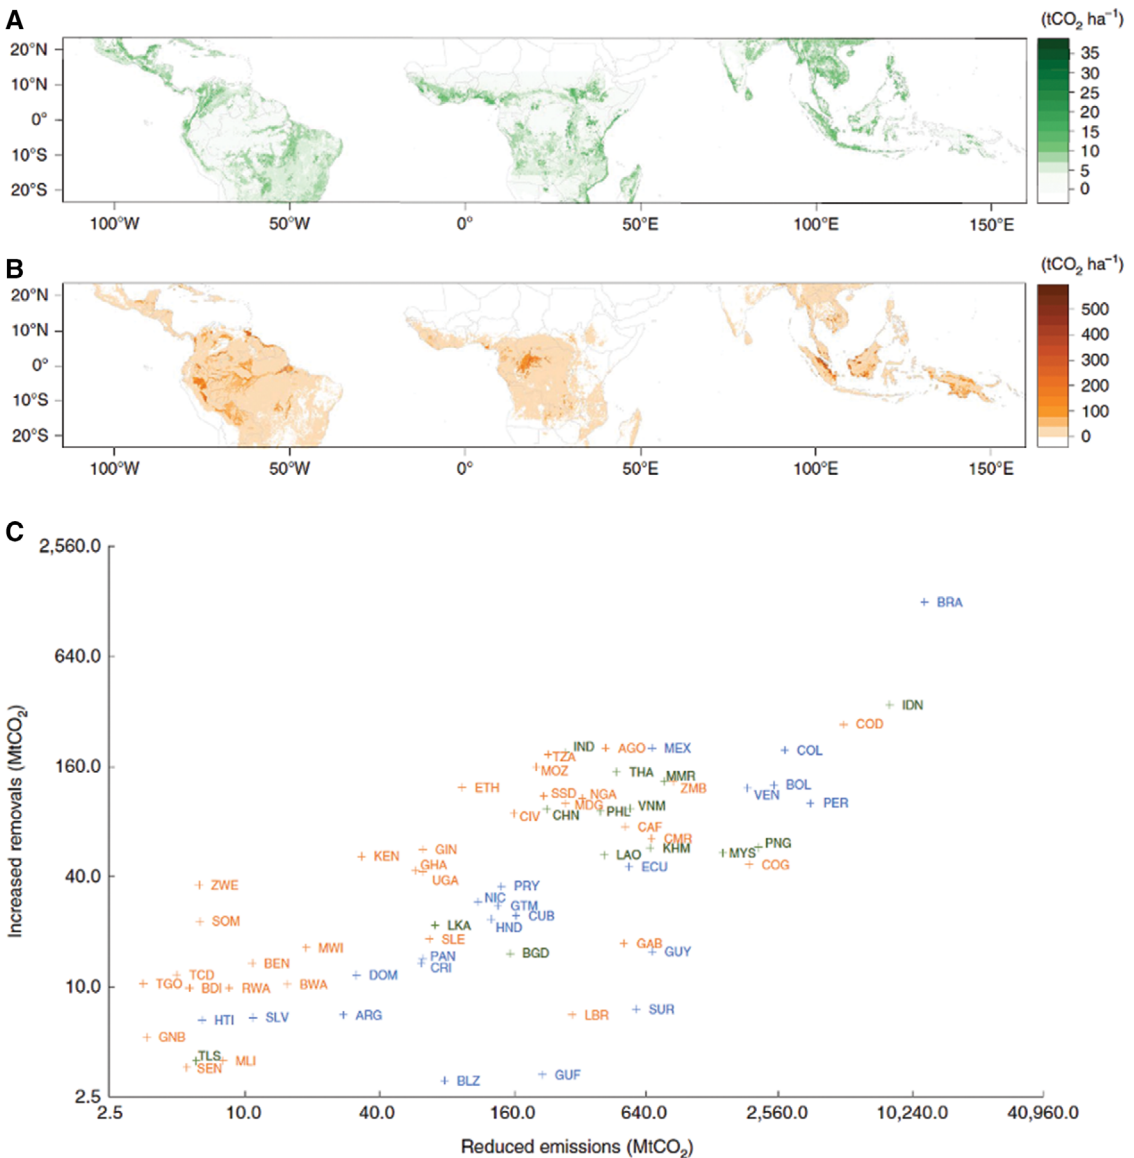 A
(tCO₂ ha⁻¹)
20°N
10°N
0°
10°S
20°S
35
30
25
20
15
10
5
0
100°W
50°W
0°
50°E
100°E
150°E
B
(tCO₂ ha⁻¹)
20°N
10°N
0°
10°S
20°S
500
400
300
200
100
0
100°W
50°W
0°
50°E
100°E
150°E
C
2,560.0
640.0
160.0
40.0
10.0
2.5
Increased removals (MtCO₂)
BRA
IDN
COD
IND
AGO
MEX
COL
TZA
MOZ
THA
MMR
ZMB
BOL
VEN
PER
ETH
SSD
NGA
MDG
CIV
CHN
PHL
VNM
CAF
CMR
KHM
LAO
ECU
MYS
PNG
COG
KEN
GIN
GHA
UGA
ZWE
PRY
NIC
GTM
CUB
HND
SOM
LKA
SLE
BGD
GAB
GUY
MWI
PAN
CRI
BEN
TCD
TGO
BDI
RWA
BWA
DOM
HTI
SLV
ARG
LBR
SUR
GNB
TLS
SEN
MLI
BLZ
GUF
2.5
10.0
40.0
160.0
640.0
2,560.0
10,240.0
40,960.0
Reduced emissions (MtCO₂)